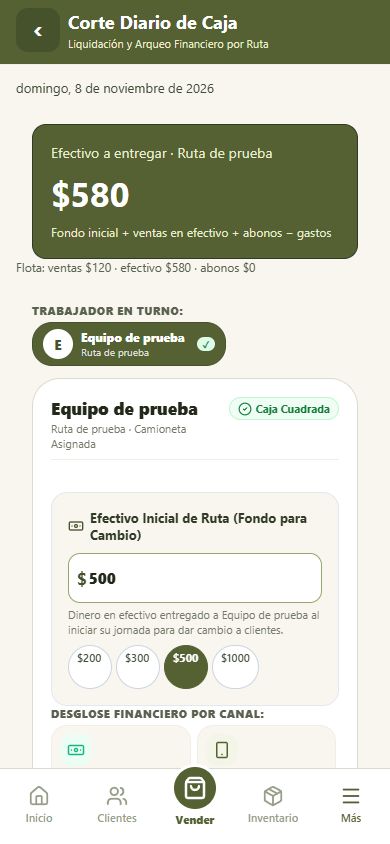 Corte Diario de Caja
Liquidación y Arqueo Financiero por Ruta
domingo, 8 de noviembre de 2026
Efectivo a entregar · Ruta de prueba
$580
Fondo inicial + ventas en efectivo + abonos − gastos
Flota: ventas $120 · efectivo $580 · abonos $0
TRABAJADOR EN TURNO:
E
Equipo de prueba
Ruta de prueba
✓
Equipo de prueba
Caja Cuadrada
Ruta de prueba · Camioneta
Asignada
Efectivo Inicial de Ruta (Fondo para
Cambio)
$ 500
Dinero en efectivo entregado a Equipo de prueba al
iniciar su jornada para dar cambio a clientes.
$200 $300 $500 $1000
DESGLOSE FINANCIERO POR CANAL:
Inicio Clientes Vender Inventario Más